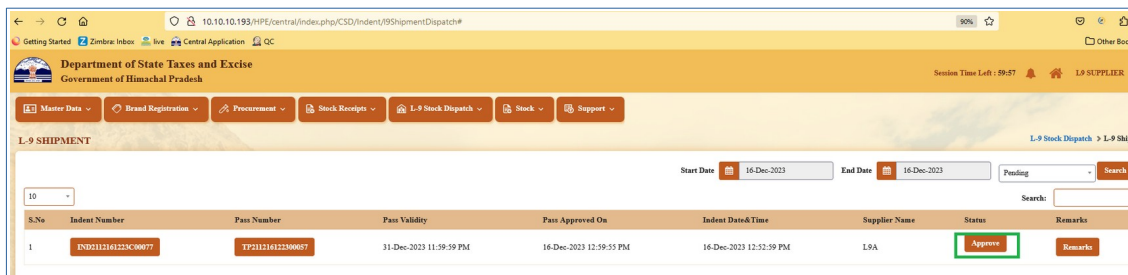 10.10.10.193/HPE/central/index.php/CSD/Indent/l9ShipmentDispatch#
90%
Getting Started
Zimbra: Inbox
live
Central Application
QC
Other Boo
Department of State Taxes and Excise
Government of Himachal Pradesh
Session Time Left : 59:57
L9 SUPPLIER
Master Data
Brand Registration
Procurement
Stock Receipts
L-9 Stock Dispatch
Stock
Support
L-9 SHIPMENT
L-9 Stock Dispatch > L-9 Shi
Start Date 16-Dec-2023 End Date 16-Dec-2023 Pending Search
10
Search:
S.No Indent Number Pass Number Pass Validity Pass Approved On Indent Date&Time Supplier Name Status Remarks
1 IND2112161223C00077 TP211216122300057 31-Dec-2023 11:59:59 PM 16-Dec-2023 12:59:55 PM 16-Dec-2023 12:52:59 PM L9A Approve Remarks